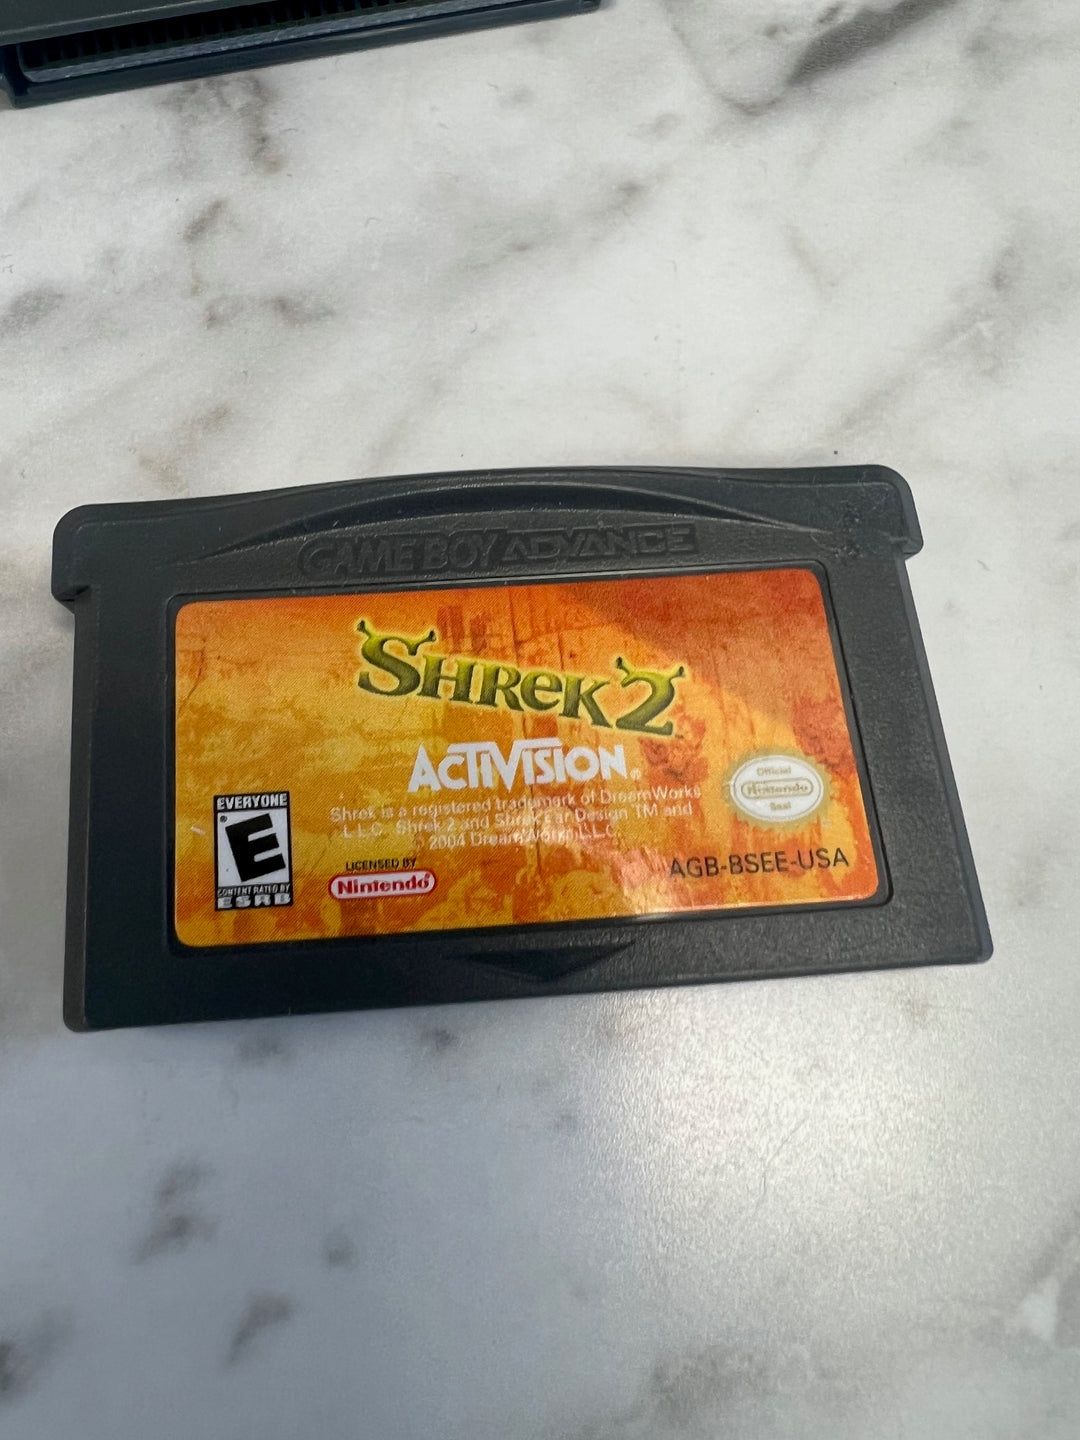 GAME BOY ADVANCE
SHREK 2
ACTIVISION®
Shrek is a registered trademark of DreamWorks
L.L.C. Shrek 2 and Shrek Ear Design TM and
© 2004 DreamWorks L.L.C.
EVERYONE
E
CONTENT RATED BY
ESRB
LICENSED BY
Nintendo
Official
Nintendo
Seal
AGB-BSEE-USA